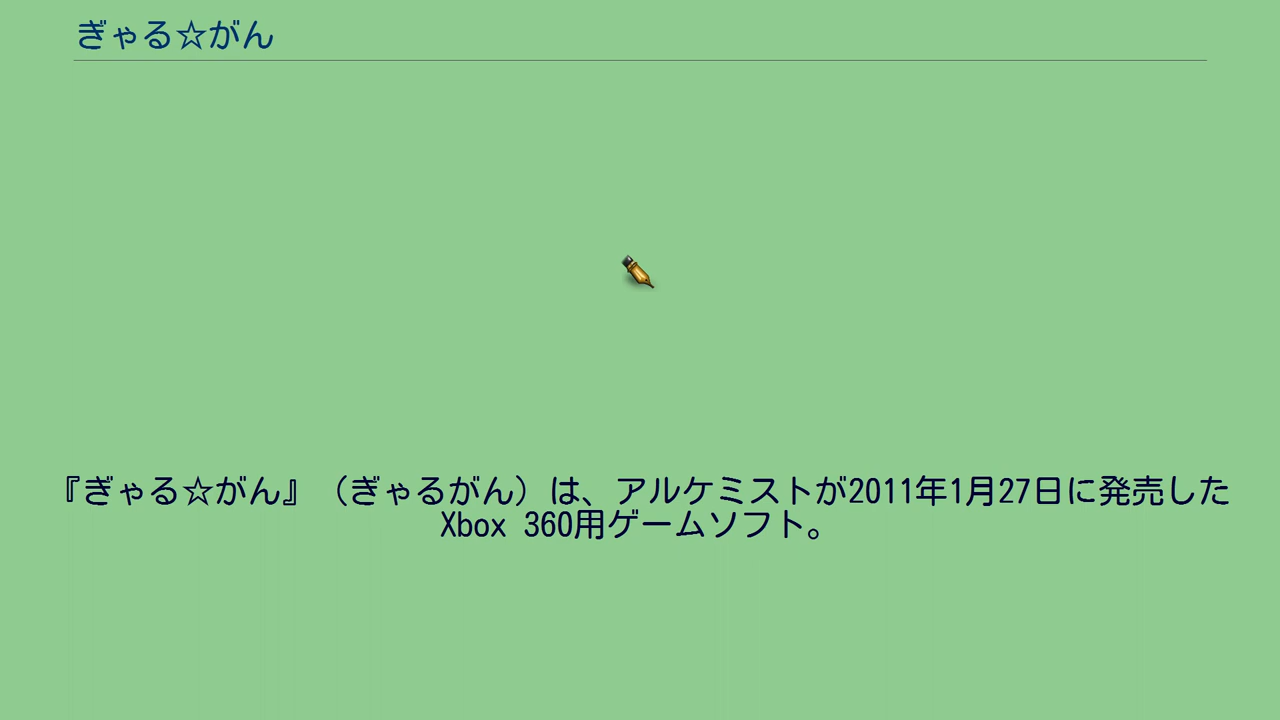 ぎゃる☆がん
『ぎゃる☆がん』（ぎゃるがん）は、アルケミストが2011年1月27日に発売した
Xbox 360用ゲームソフト。